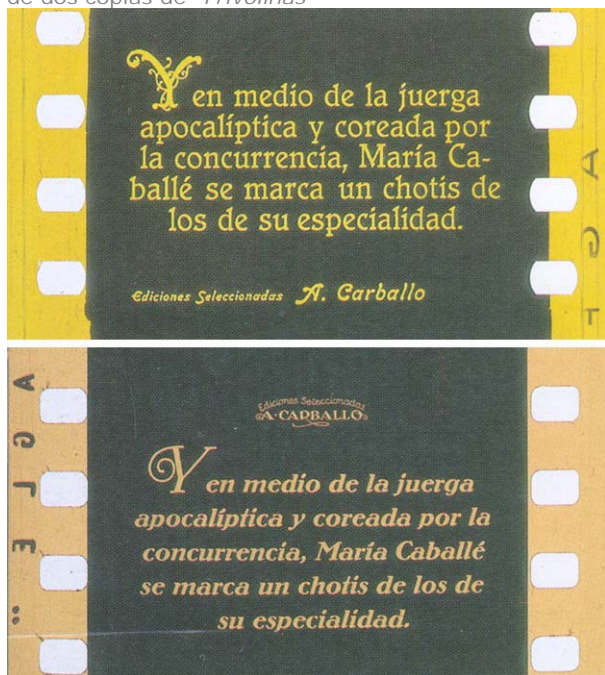 de dos copias de "Frivolinas"
Y en medio de la juerga
apocalíptica y coreada por
la concurrencia, María Ca-
ballé se marca un chotis de
los de su especialidad.
Ediciones Seleccionadas A. Carballo
Ediciones Seleccionadas
A. CARBALLO
Y en medio de la juerga
apocalíptica y coreada por la
concurrencia, María Caballé
se marca un chotis de los de
su especialidad.